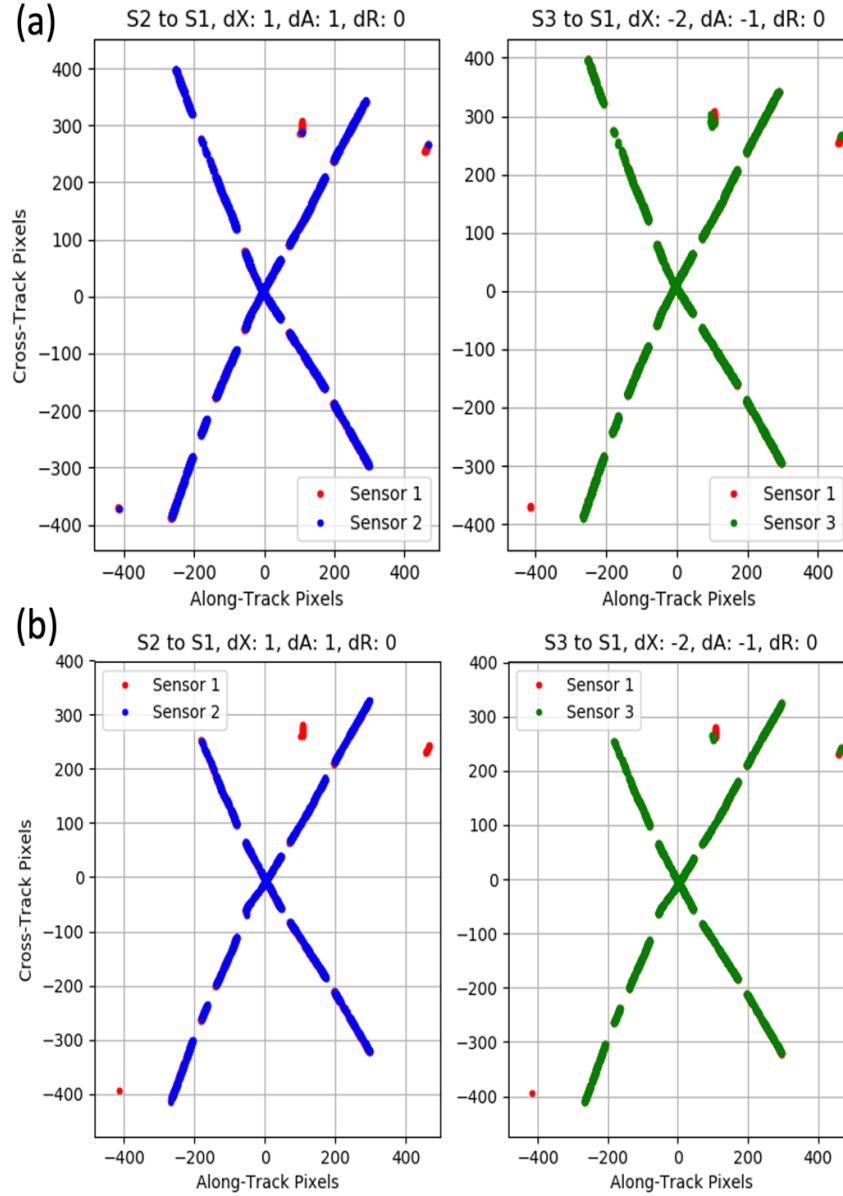 (a)
S2 to S1, dX: 1, dA: 1, dR: 0
S3 to S1, dX: -2, dA: -1, dR: 0
400
300
200
100
0
−100
−200
−300
−400
Cross-Track Pixels
Sensor 1
Sensor 2
−400 −200 0 200 400
Along-Track Pixels
400
300
200
100
0
−100
−200
−300
−400
Sensor 1
Sensor 3
−400 −200 0 200 400
Along-Track Pixels
(b)
S2 to S1, dX: 1, dA: 1, dR: 0
S3 to S1, dX: -2, dA: -1, dR: 0
400
300
200
100
0
−100
−200
−300
−400
Cross-Track Pixels
Sensor 1
Sensor 2
−400 −200 0 200 400
Along-Track Pixels
400
300
200
100
0
−100
−200
−300
−400
Sensor 1
Sensor 3
−400 −200 0 200 400
Along-Track Pixels